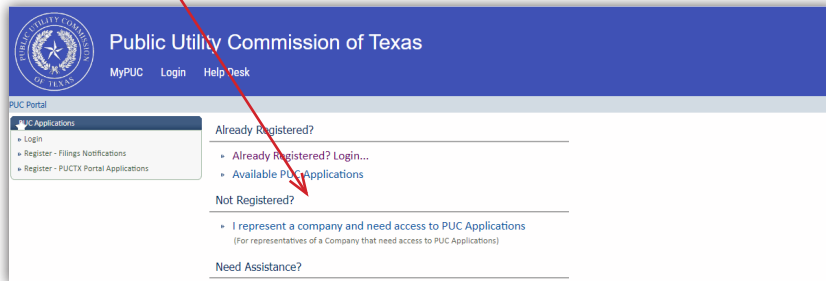 PUBLIC UTILITY COMMISSION
OF TEXAS
Public Utility Commission of Texas
MyPUC Login Help Desk
PUC Portal
PUC Applications
» Login
» Register - Filings Notifications
» Register - PUCTX Portal Applications
Already Registered?
» Already Registered? Login...
» Available PUC Applications
Not Registered?
» I represent a company and need access to PUC Applications
(For representatives of a Company that need access to PUC Applications)
Need Assistance?